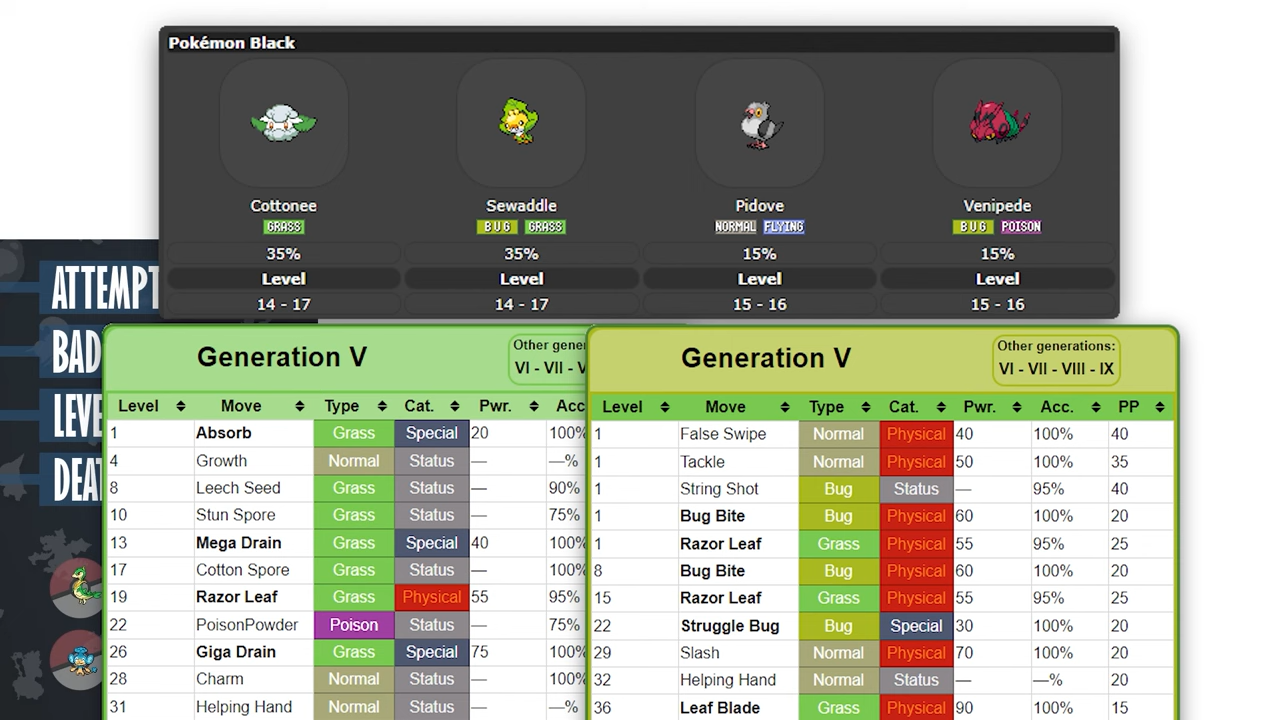 Pokémon Black
Cottonee Sewaddle Pidove Venipede
GRASS BUG GRASS NORMAL FLYING BUG POISON
35% 35% 15% 15%
Level Level Level Level
14 - 17 14 - 17 15 - 16 15 - 16
ATTEMPT
BAD
LEVE
DEAT
Generation V
Other gener
VI - VII - V
Level Move Type Cat. Pwr. Acc
1 Absorb Grass Special 20 100%
4 Growth Normal Status — —%
8 Leech Seed Grass Status — 90%
10 Stun Spore Grass Status — 75%
13 Mega Drain Grass Special 40 100%
17 Cotton Spore Grass Status — 100%
19 Razor Leaf Grass Physical 55 95%
22 PoisonPowder Poison Status — 75%
26 Giga Drain Grass Special 75 100%
28 Charm Normal Status — 100%
31 Helping Hand Normal Status — —%
Generation V
Other generations:
VI - VII - VIII - IX
Level Move Type Cat. Pwr. Acc. PP
1 False Swipe Normal Physical 40 100% 40
1 Tackle Normal Physical 50 100% 35
1 String Shot Bug Status — 95% 40
1 Bug Bite Bug Physical 60 100% 20
1 Razor Leaf Grass Physical 55 95% 25
8 Bug Bite Bug Physical 60 100% 20
15 Razor Leaf Grass Physical 55 95% 25
22 Struggle Bug Bug Special 30 100% 20
29 Slash Normal Physical 70 100% 20
32 Helping Hand Normal Status — —% 20
36 Leaf Blade Grass Physical 90 100% 15